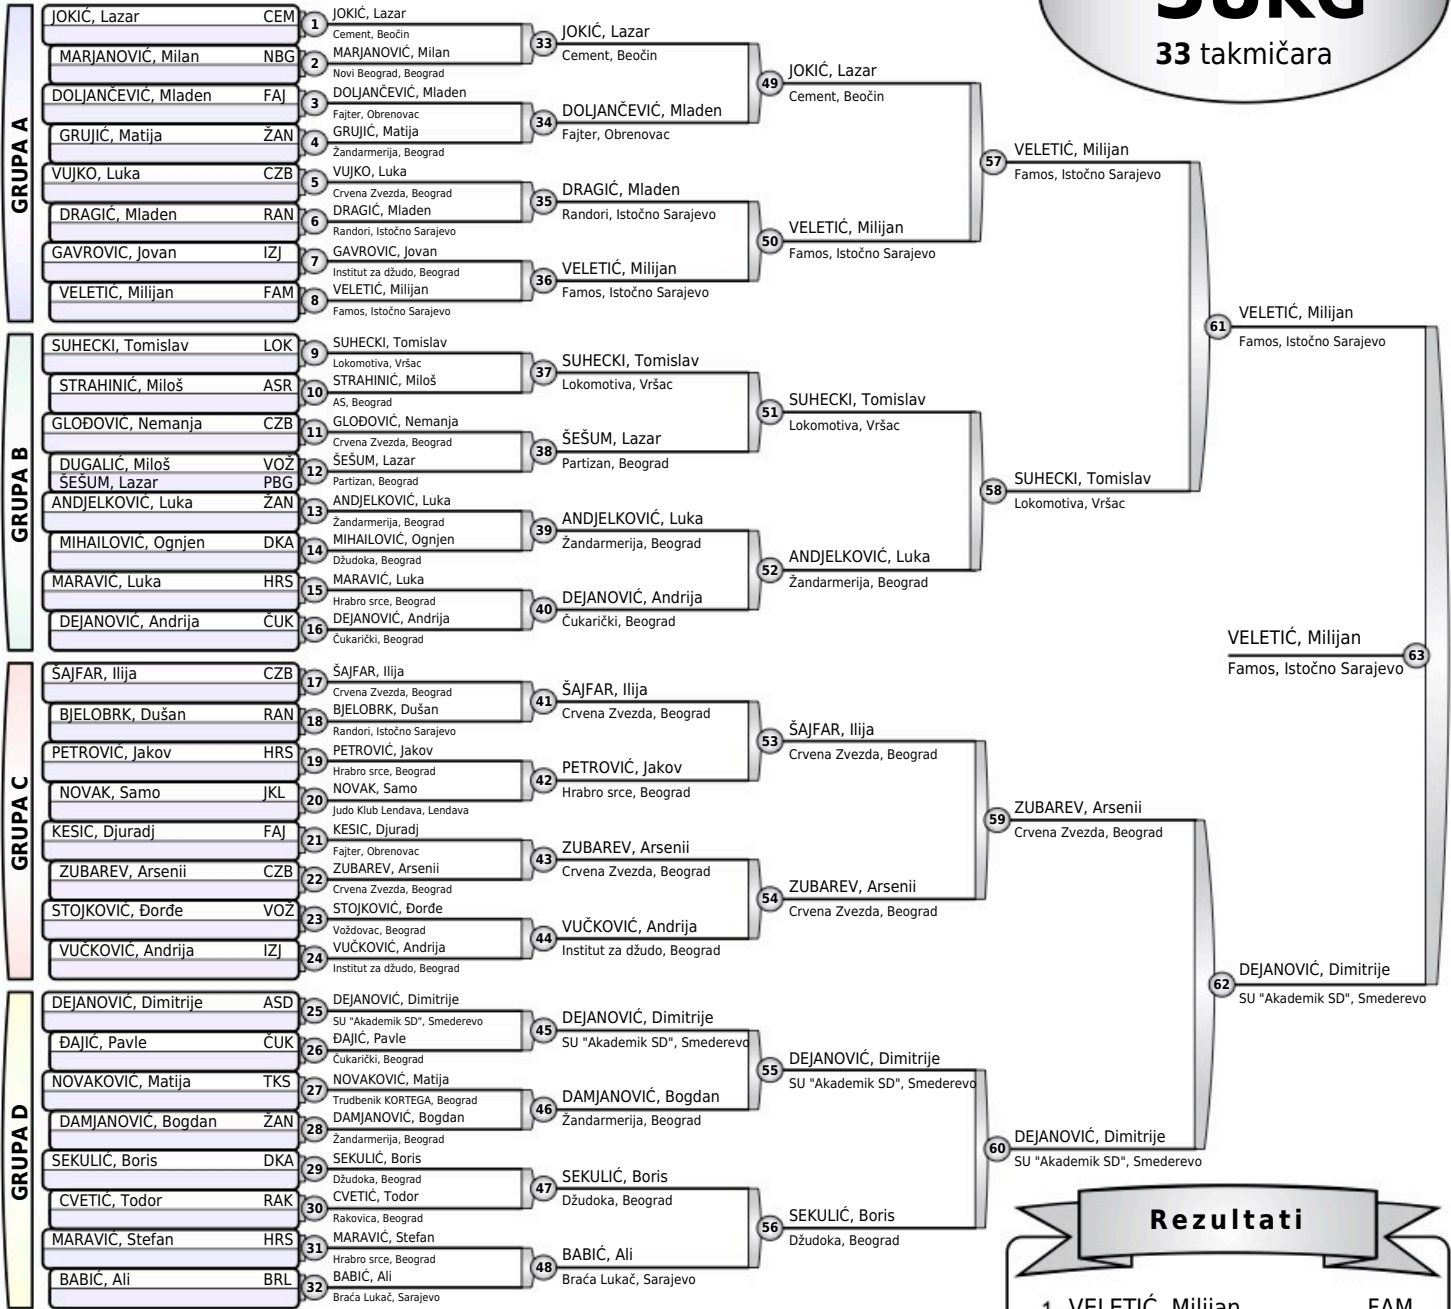 33 takmičara
GRUPA A
JOKIĆ, Lazar CEM
MARJANOVIĆ, Milan NBG
DOLJANČEVIĆ, Mladen FAJ
GRUJIĆ, Matija ŽAN
VUJKO, Luka CZB
DRAGIĆ, Mladen RAN
GAVROVIC, Jovan IZJ
VELETIĆ, Milijan FAM
GRUPA B
SUHECKI, Tomislav LOK
STRAHINIĆ, Miloš ASR
GLOĐOVIĆ, Nemanja CZB
DUGALIĆ, Miloš VOŽ
ŠEŠUM, Lazar PBG
ANDJELKOVIĆ, Luka ŽAN
MIHAILOVIĆ, Ognjen DKA
MARAVIĆ, Luka HRS
DEJANOVIĆ, Andrija ČUK
GRUPA C
ŠAJFAR, Ilija CZB
BJELOBRK, Dušan RAN
PETROVIĆ, Jakov HRS
NOVAK, Samo JKL
KESIC, Djuradj FAJ
ZUBAREV, Arsenii CZB
STOJKOVIĆ, Đorđe VOŽ
VUČKOVIĆ, Andrija IZJ
GRUPA D
DEJANOVIĆ, Dimitrije ASD
ĐAJIĆ, Pavle ČUK
NOVAKOVIĆ, Matija TKS
DAMJANOVIĆ, Bogdan ŽAN
SEKULIĆ, Boris DKA
CVETIĆ, Todor RAK
MARAVIĆ, Stefan HRS
BABIĆ, Ali BRL
1 JOKIĆ, Lazar
Cement, Beočin
2 MARJANOVIĆ, Milan
Novi Beograd, Beograd
3 DOLJANČEVIĆ, Mladen
Fajter, Obrenovac
4 GRUJIĆ, Matija
Žandarmerija, Beograd
5 VUJKO, Luka
Crvena Zvezda, Beograd
6 DRAGIĆ, Mladen
Randori, Istočno Sarajevo
7 GAVROVIC, Jovan
Institut za džudo, Beograd
8 VELETIĆ, Milijan
Famos, Istočno Sarajevo
9 SUHECKI, Tomislav
Lokomotiva, Vršac
10 STRAHINIĆ, Miloš
AS, Beograd
11 GLOĐOVIĆ, Nemanja
Crvena Zvezda, Beograd
12 ŠEŠUM, Lazar
Partizan, Beograd
13 ANDJELKOVIĆ, Luka
Žandarmerija, Beograd
14 MIHAILOVIĆ, Ognjen
Džudoka, Beograd
15 MARAVIĆ, Luka
Hrabro srce, Beograd
16 DEJANOVIĆ, Andrija
Čukarički, Beograd
17 ŠAJFAR, Ilija
Crvena Zvezda, Beograd
18 BJELOBRK, Dušan
Randori, Istočno Sarajevo
19 PETROVIĆ, Jakov
Hrabro srce, Beograd
20 NOVAK, Samo
Judo Klub Lendava, Lendava
21 KESIC, Djuradj
Fajter, Obrenovac
22 ZUBAREV, Arsenii
Crvena Zvezda, Beograd
23 STOJKOVIĆ, Đorđe
Voždovac, Beograd
24 VUČKOVIĆ, Andrija
Institut za džudo, Beograd
25 DEJANOVIĆ, Dimitrije
SU "Akademik SD", Smederevo
26 ĐAJIĆ, Pavle
Čukarički, Beograd
27 NOVAKOVIĆ, Matija
Trudbenik KORTEGA, Beograd
28 DAMJANOVIĆ, Bogdan
Žandarmerija, Beograd
29 SEKULIĆ, Boris
Džudoka, Beograd
30 CVETIĆ, Todor
Rakovica, Beograd
31 MARAVIĆ, Stefan
Hrabro srce, Beograd
32 BABIĆ, Ali
Braća Lukač, Sarajevo
33 JOKIĆ, Lazar
Cement, Beočin
34 DOLJANČEVIĆ, Mladen
Fajter, Obrenovac
35 DRAGIĆ, Mladen
Randori, Istočno Sarajevo
36 VELETIĆ, Milijan
Famos, Istočno Sarajevo
37 SUHECKI, Tomislav
Lokomotiva, Vršac
38 ŠEŠUM, Lazar
Partizan, Beograd
39 ANDJELKOVIĆ, Luka
Žandarmerija, Beograd
40 DEJANOVIĆ, Andrija
Čukarički, Beograd
41 ŠAJFAR, Ilija
Crvena Zvezda, Beograd
42 PETROVIĆ, Jakov
Hrabro srce, Beograd
43 ZUBAREV, Arsenii
Crvena Zvezda, Beograd
44 VUČKOVIĆ, Andrija
Institut za džudo, Beograd
45 DEJANOVIĆ, Dimitrije
SU "Akademik SD", Smederevo
46 DAMJANOVIĆ, Bogdan
Žandarmerija, Beograd
47 SEKULIĆ, Boris
Džudoka, Beograd
48 BABIĆ, Ali
Braća Lukač, Sarajevo
49 JOKIĆ, Lazar
Cement, Beočin
50 VELETIĆ, Milijan
Famos, Istočno Sarajevo
51 SUHECKI, Tomislav
Lokomotiva, Vršac
52 ANDJELKOVIĆ, Luka
Žandarmerija, Beograd
53 ŠAJFAR, Ilija
Crvena Zvezda, Beograd
54 ZUBAREV, Arsenii
Crvena Zvezda, Beograd
55 DEJANOVIĆ, Dimitrije
SU "Akademik SD", Smederevo
56 SEKULIĆ, Boris
Džudoka, Beograd
57 VELETIĆ, Milijan
Famos, Istočno Sarajevo
58 SUHECKI, Tomislav
Lokomotiva, Vršac
59 ZUBAREV, Arsenii
Crvena Zvezda, Beograd
60 DEJANOVIĆ, Dimitrije
SU "Akademik SD", Smederevo
61 VELETIĆ, Milijan
Famos, Istočno Sarajevo
62 DEJANOVIĆ, Dimitrije
SU "Akademik SD", Smederevo
VELETIĆ, Milijan 63
Famos, Istočno Sarajevo
Rezultati
1 VELETIĆ, Milijan FAM